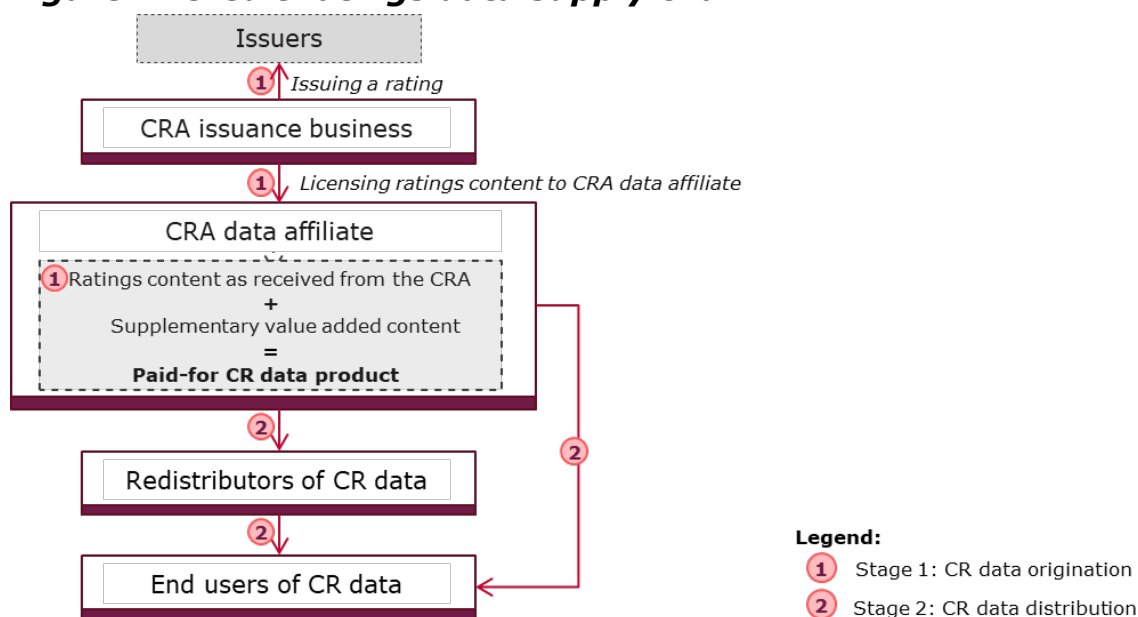 Issuers
1 Issuing a rating
CRA issuance business
1 Licensing ratings content to CRA data affiliate
CRA data affiliate
1 Ratings content as received from the CRA
+
Supplementary value added content
=
Paid-for CR data product
2
2
Redistributors of CR data
2
End users of CR data
Legend:
1 Stage 1: CR data origination
2 Stage 2: CR data distribution